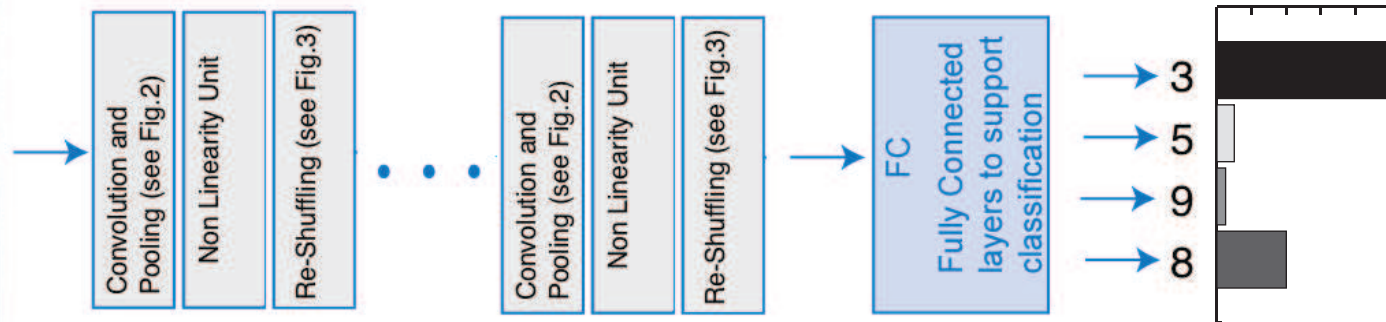 Convolution and
Pooling (see Fig.2)
Non Linearity Unit
Re-Shuffling (see Fig.3)
Convolution and
Pooling (see Fig.2)
Non Linearity Unit
Re-Shuffling (see Fig.3)
FC
Fully Connected
layers to support
classification
3
5
9
8